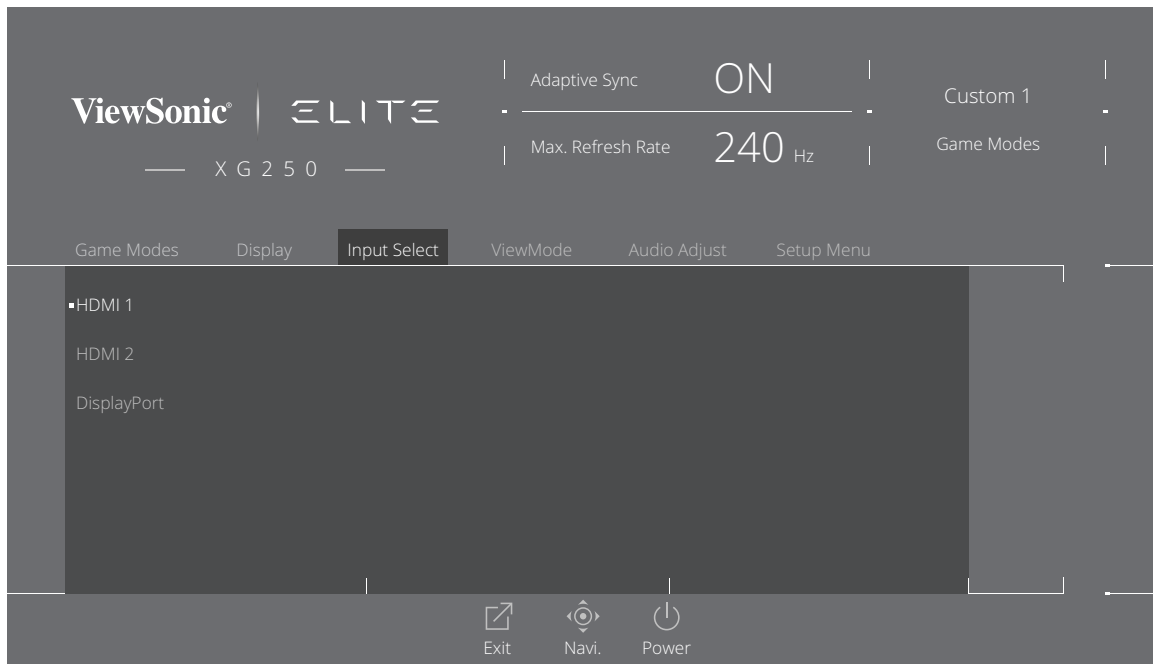 ViewSonic® ELITE
XG250
Adaptive Sync ON
Max. Refresh Rate 240 Hz
Custom 1
Game Modes
Game Modes Display Input Select ViewMode Audio Adjust Setup Menu
HDMI 1
HDMI 2
DisplayPort
Exit Navi. Power